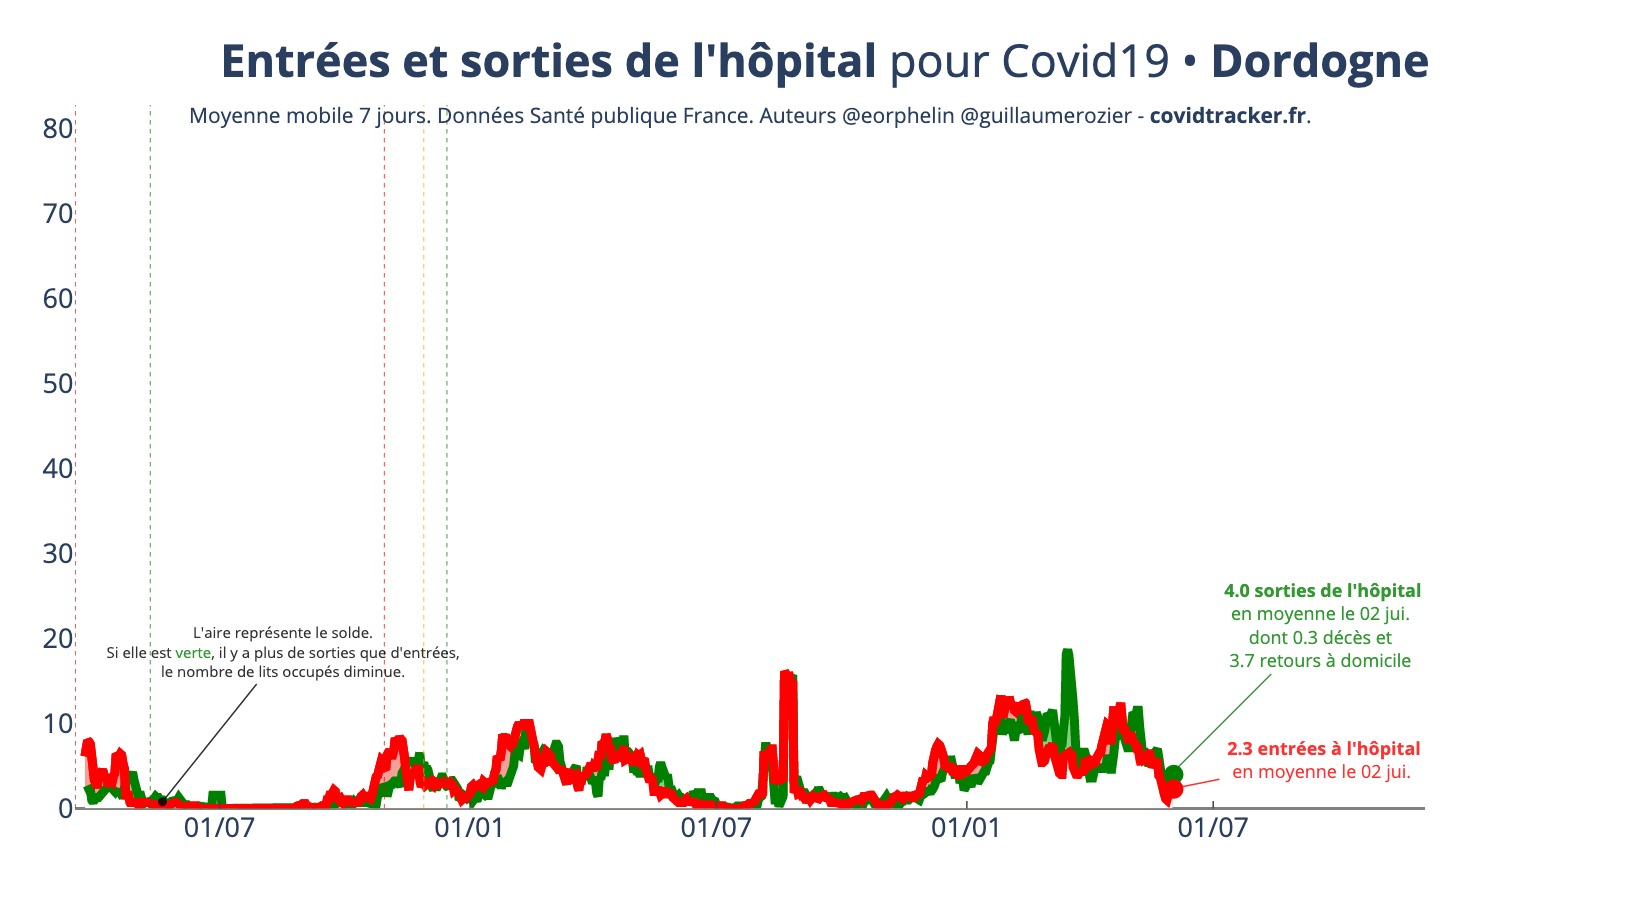 Entrées et sorties de l'hôpital pour Covid19 • Dordogne
Moyenne mobile 7 jours. Données Santé publique France. Auteurs @eorphelin @guillaumerozier - covidtracker.fr.
80
70
60
50
40
30
20
10
0
L'aire représente le solde.
Si elle est verte, il y a plus de sorties que d'entrées,
le nombre de lits occupés diminue.
4.0 sorties de l'hôpital
en moyenne le 02 jui.
dont 0.3 décès et
3.7 retours à domicile
2.3 entrées à l'hôpital
en moyenne le 02 jui.
01/07
01/01
01/07
01/01
01/07